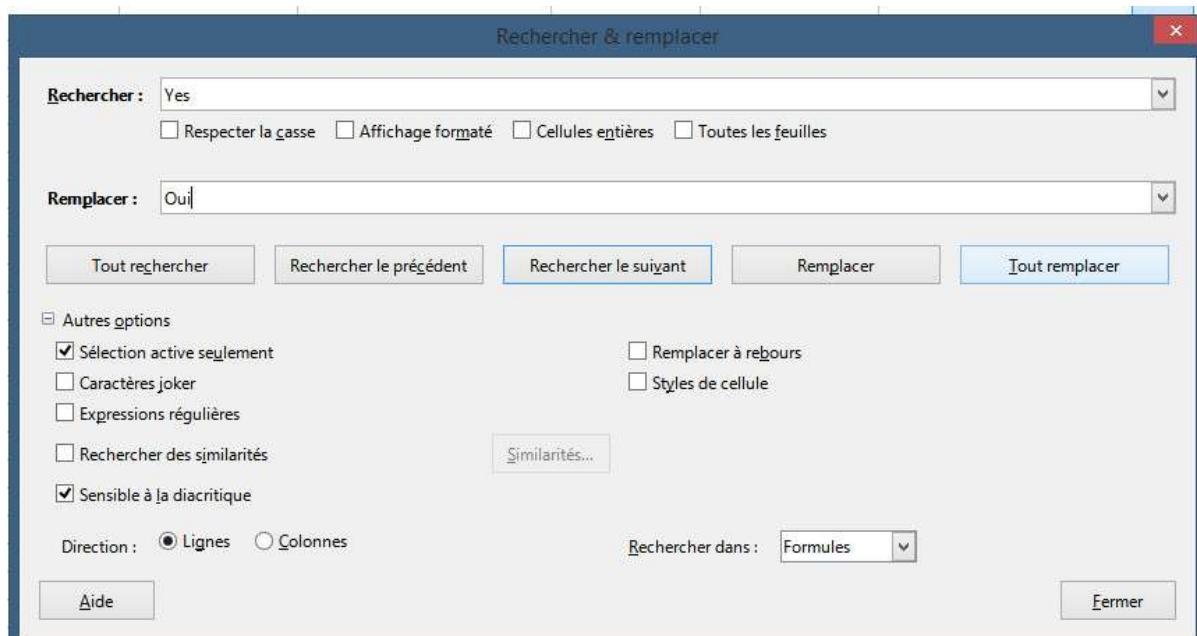 Rechercher & remplacer
Rechercher : Yes
Respecter la casse Affichage formaté Cellules entières Toutes les feuilles
Remplacer : Oui
Tout rechercher Rechercher le précédent Rechercher le suivant Remplacer Tout remplacer
Autres options
Sélection active seulement Remplacer à rebours
Caractères joker Styles de cellule
Expressions régulières
Rechercher des similarités Similarités...
Sensible à la diacritique
Direction : Lignes Colonnes Rechercher dans : Formules
Aide Fermer